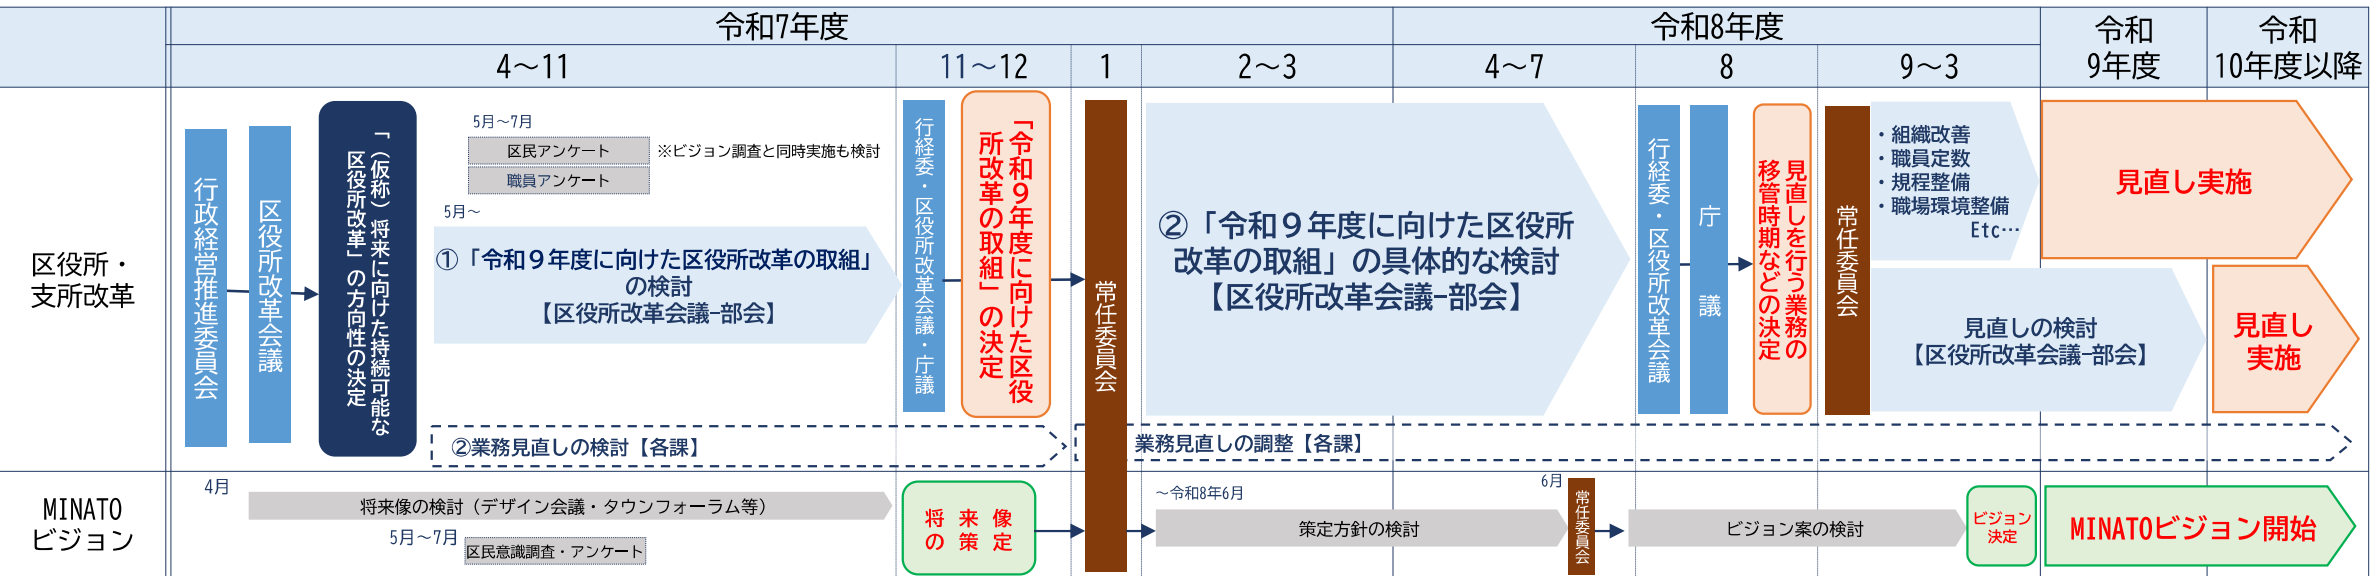 令和7年度
令和8年度
令和
9年度
令和
10年度以降
4～11
11～12
1
2～3
4～7
8
9～3
区役所・
支所改革
行政経営推進委員会
区役所改革会議
「（仮称）将来に向けた持続可能な
区役所改革」の方向性の決定
5月～7月
区民アンケート
※ビジョン調査と同時実施も検討
職員アンケート
5月～
①「令和９年度に向けた区役所改革の取組」
の検討
【区役所改革会議−部会】
行経委・区役所改革会議・庁議
「令和９年度に向けた区役
所改革の取組」の決定
常任委員会
②「令和９年度に向けた区役所
改革の取組」の具体的な検討
【区役所改革会議−部会】
行経委・区役所改革会議
庁議
見直しを行う業務の
移管時期などの決定
常任委員会
・組織改善
・職員定数
・規程整備
・職場環境整備
Etc…
見直しの検討
【区役所改革会議−部会】
見直し実施
見直し
実施
②業務見直しの検討【各課】
業務見直しの調整【各課】
MINATO
ビジョン
4月
将来像の検討（デザイン会議・タウンフォーラム等）
5月～7月
区民意識調査・アンケート
将来像
の策定
～令和8年6月
策定方針の検討
6月
常任委員会
ビジョン案の検討
ビジョン
決定
MINATOビジョン開始